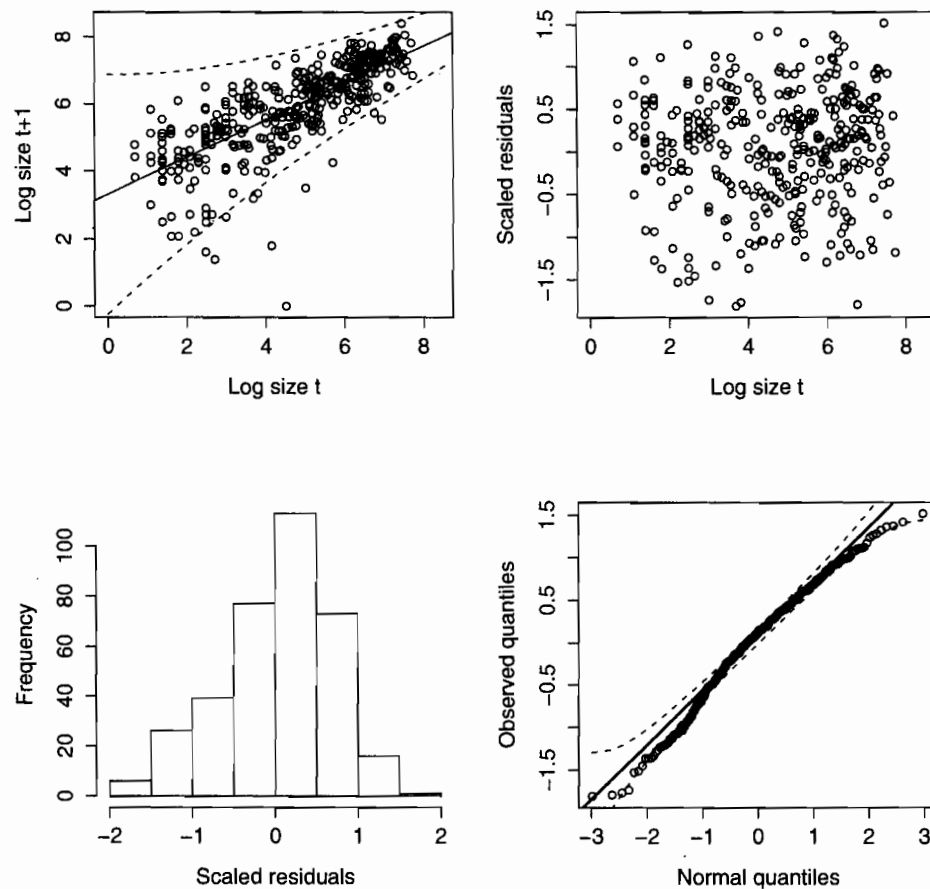 8
6
4
2
0
0 2 4 6 8
Log size t+1
Log size t
1.5
0.5
−0.5
−1.5
0 2 4 6 8
Scaled residuals
Log size t
100
80
60
40
20
0
−2 −1 0 1 2
Frequency
Scaled residuals
1.5
0.5
−0.5
−1.5
−3 −2 −1 0 1 2 3
Observed quantiles
Normal quantiles